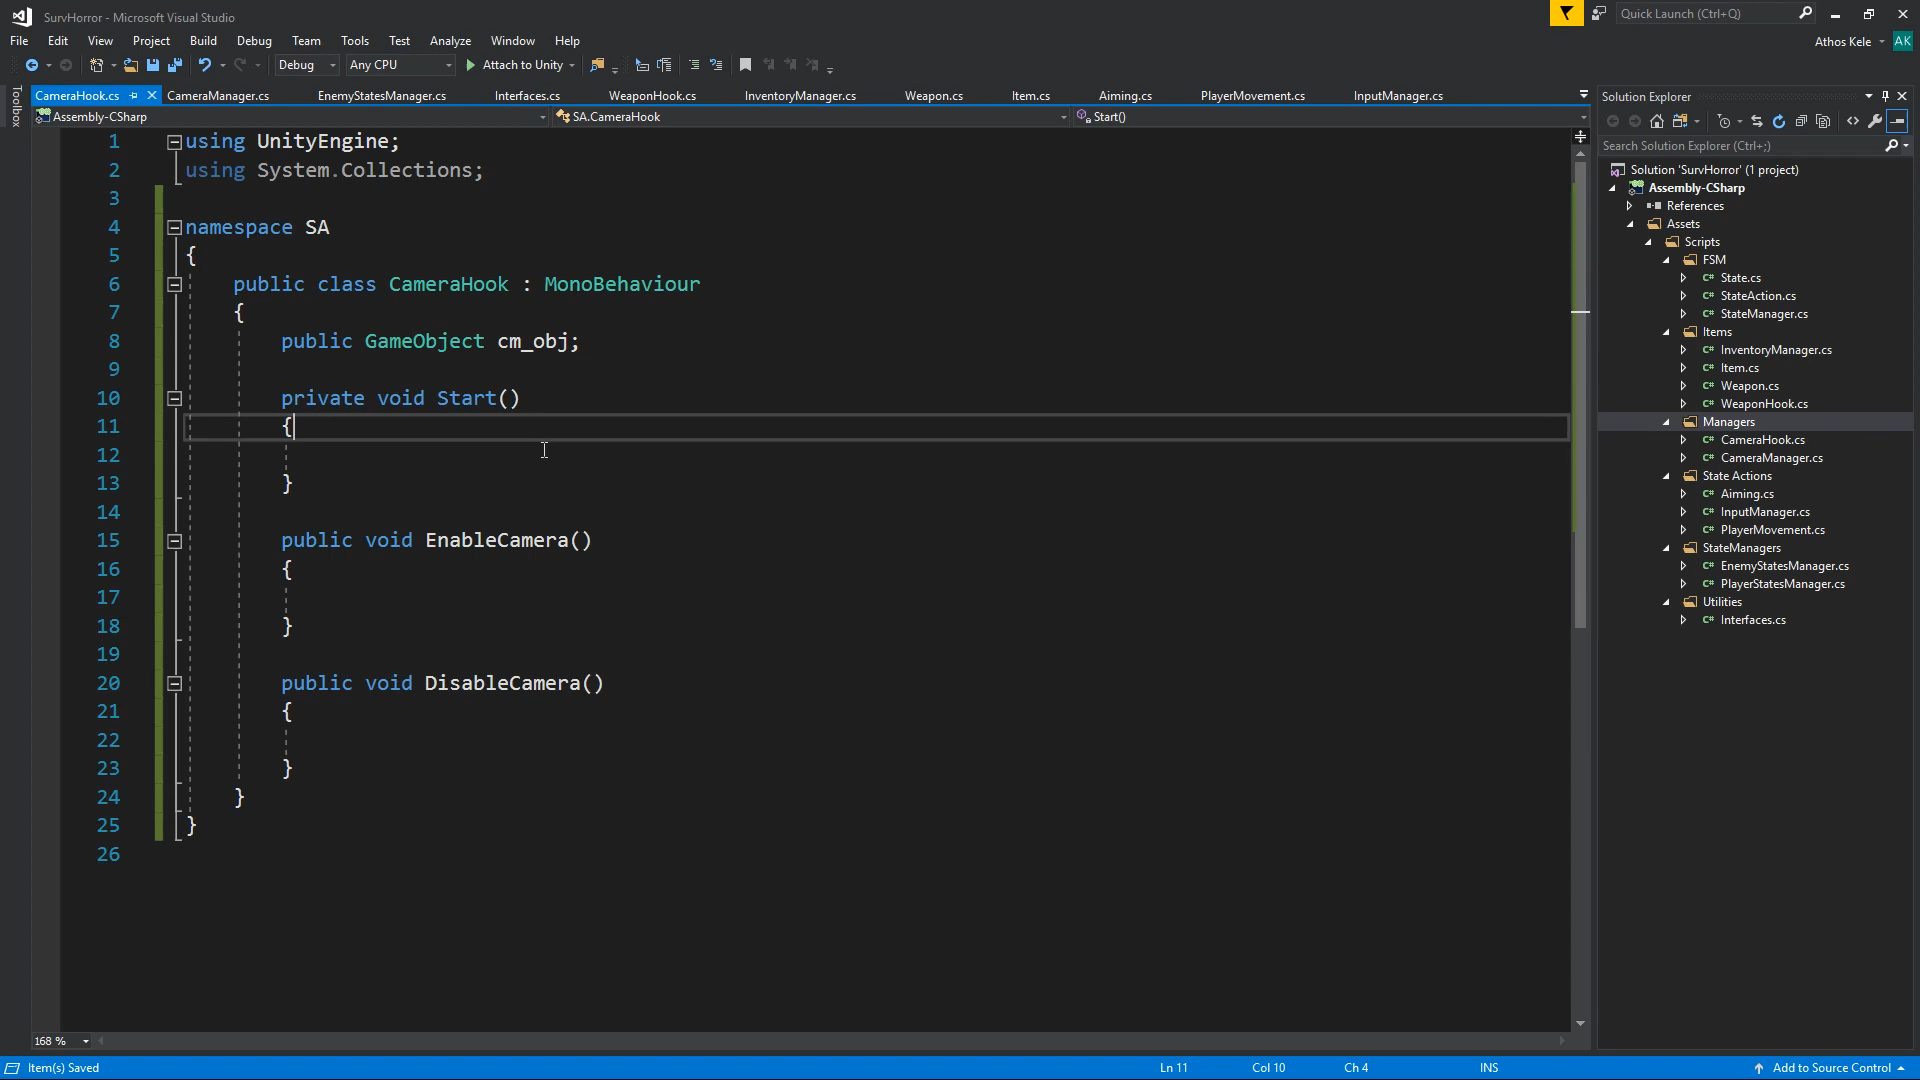 SurvHorror - Microsoft Visual Studio
Quick Launch (Ctrl+Q)
File Edit View Project Build Debug Team Tools Test Analyze Window Help
Athos Kele AK
Debug Any CPU Attach to Unity
Toolbox
CameraHook.cs CameraManager.cs EnemyStatesManager.cs Interfaces.cs WeaponHook.cs InventoryManager.cs Weapon.cs Item.cs Aiming.cs PlayerMovement.cs InputManager.cs
Assembly-CSharp SA.CameraHook Start()
1 using UnityEngine;
2 using System.Collections;
3
4 namespace SA
5 {
6 public class CameraHook : MonoBehaviour
7 {
8 public GameObject cm_obj;
9
10 private void Start()
11 {
12
13 }
14
15 public void EnableCamera()
16 {
17
18 }
19
20 public void DisableCamera()
21 {
22
23 }
24 }
25 }
26
168 %
Solution Explorer
Search Solution Explorer (Ctrl+;)
Solution 'SurvHorror' (1 project)
Assembly-CSharp
References
Assets
Scripts
FSM
C# State.cs
C# StateAction.cs
C# StateManager.cs
Items
C# InventoryManager.cs
C# Item.cs
C# Weapon.cs
C# WeaponHook.cs
Managers
C# CameraHook.cs
C# CameraManager.cs
State Actions
C# Aiming.cs
C# InputManager.cs
C# PlayerMovement.cs
StateManagers
C# EnemyStatesManager.cs
C# PlayerStatesManager.cs
Utilities
C# Interfaces.cs
Item(s) Saved Ln 11 Col 10 Ch 4 INS Add to Source Control